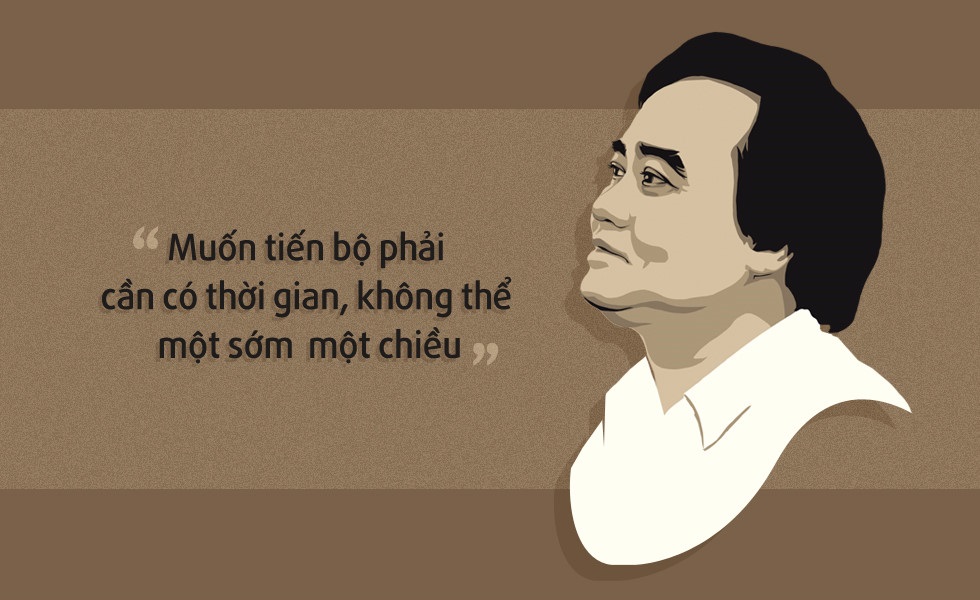 “ Muốn tiến bộ phải
cần có thời gian, không thể
một sớm một chiều ”